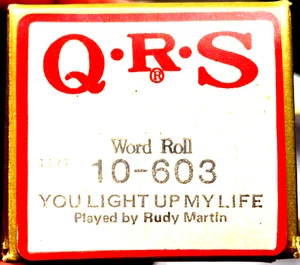 Q·R·S
®
Word Roll
10-603
YOU LIGHT UP MY LIFE
Played by Rudy Martin